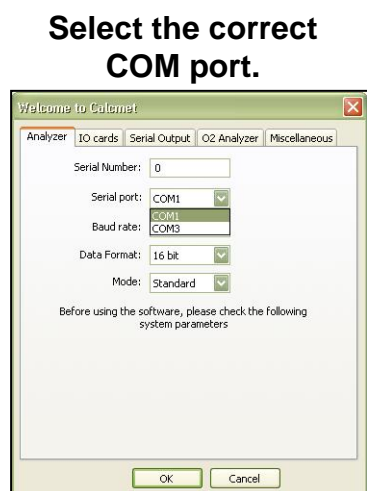 Select the correct
COM port.
Welcome to Calcmet
Analyzer IO cards Serial Output O2 Analyzer Miscellaneous
Serial Number: 0
Serial port: COM1
COM1
Baud rate: COM3
Data Format: 16 bit
Mode: Standard
Before using the software, please check the following
system parameters
OK Cancel